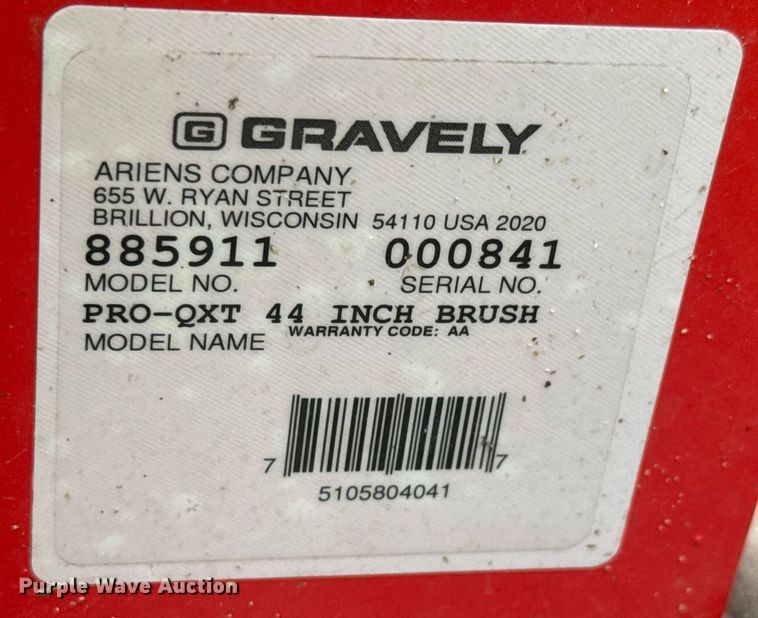 G GRAVELY
ARIENS COMPANY
655 W. RYAN STREET
BRILLION, WISCONSIN 54110 USA 2020
885911 000841
MODEL NO. SERIAL NO.
PRO-QXT 44 INCH BRUSH
WARRANTY CODE: AA
MODEL NAME
7 7
5105804041
Purple Wave Auction